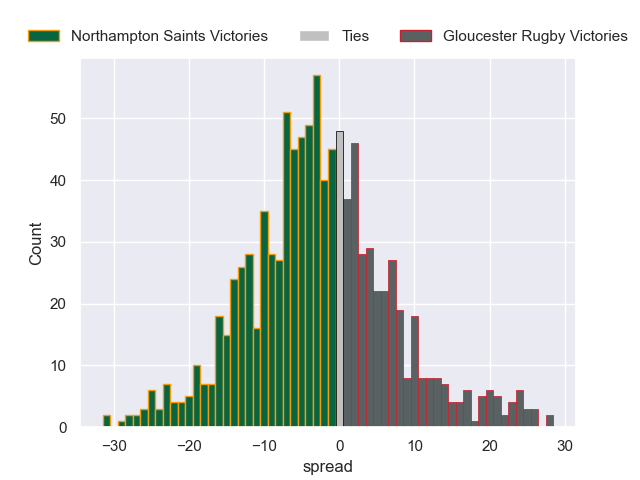 Northampton Saints Victories Ties Gloucester Rugby Victories
50
40
30
20
10
0
Count
−30 −20 −10 0 10 20 30
spread